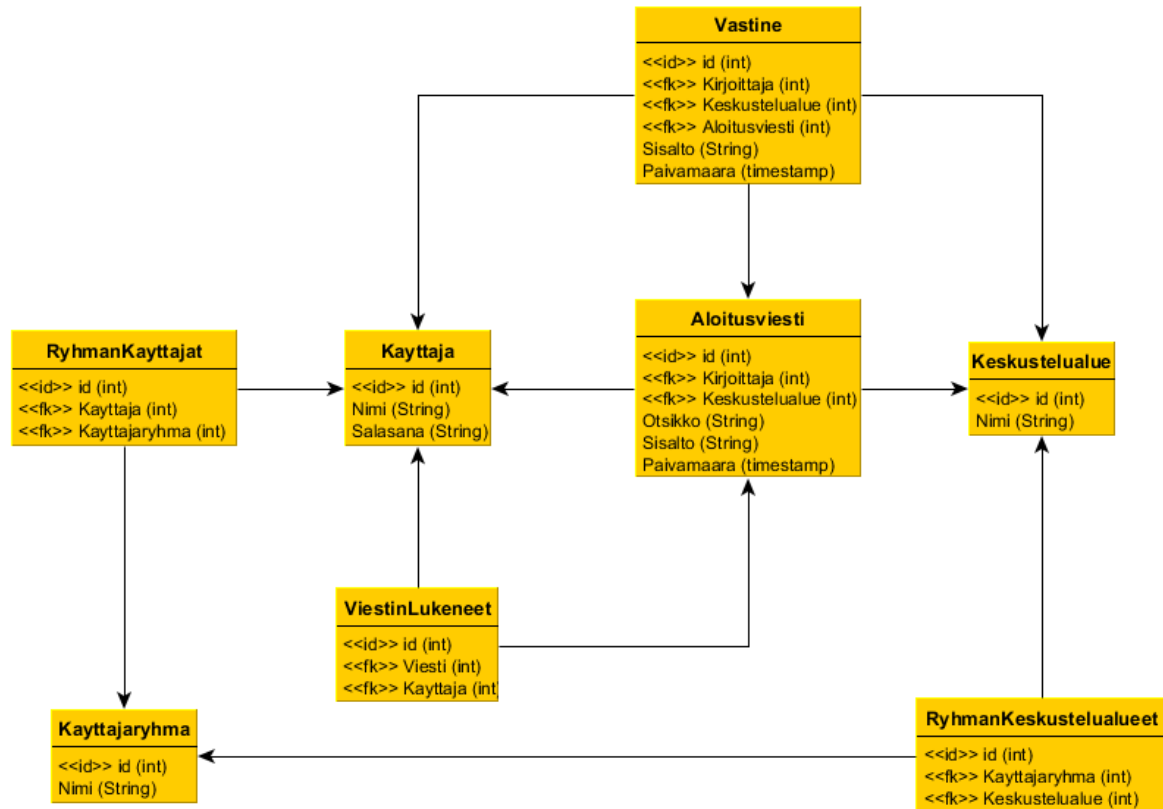 Vastine
<<id>> id (int)
<<fk>> Kirjoittaja (int)
<<fk>> Keskustelualue (int)
<<fk>> Aloitusviesti (int)
Sisalto (String)
Paivamaara (timestamp)
RyhmanKayttajat
<<id>> id (int)
<<fk>> Kayttaja (int)
<<fk>> Kayttajaryhma (int)
Kayttaja
<<id>> id (int)
Nimi (String)
Salasana (String)
Aloitusviesti
<<id>> id (int)
<<fk>> Kirjoittaja (int)
<<fk>> Keskustelualue (int)
Otsikko (String)
Sisalto (String)
Paivamaara (timestamp)
Keskustelualue
<<id>> id (int)
Nimi (String)
ViestinLukeneet
<<id>> id (int)
<<fk>> Viesti (int)
<<fk>> Kayttaja (int)
Kayttajaryhma
<<id>> id (int)
Nimi (String)
RyhmanKeskustelualueet
<<id>> id (int)
<<fk>> Kayttajaryhma (int)
<<fk>> Keskustelualue (int)